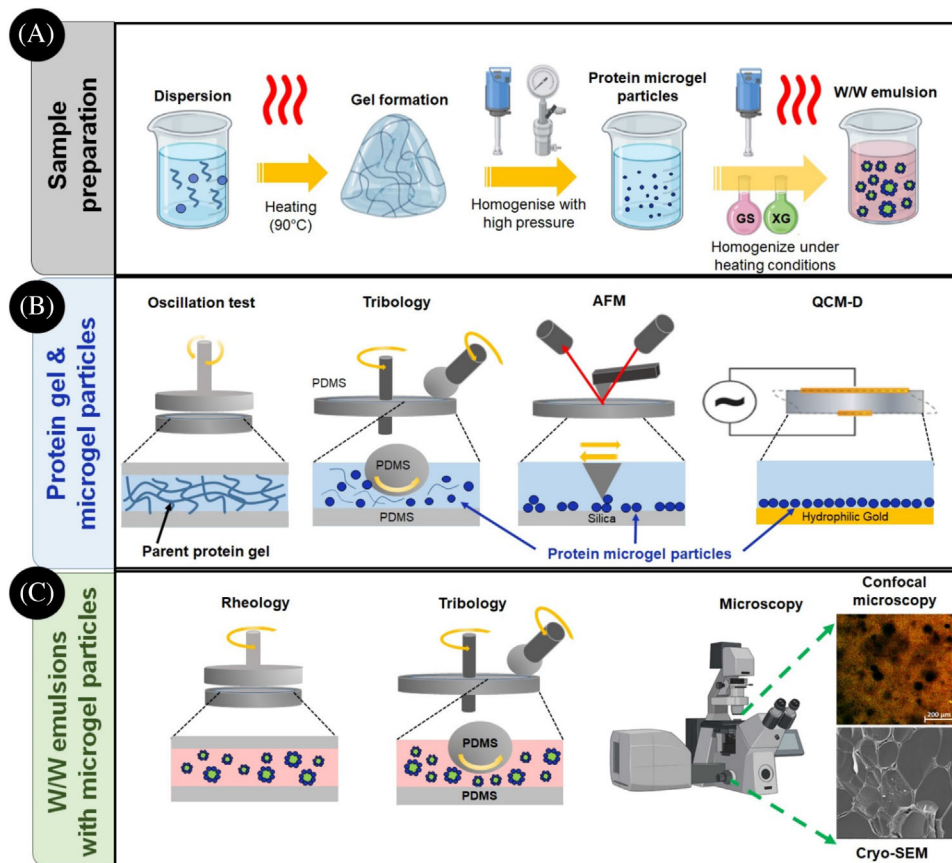 (A)
Sample
preparation
Dispersion
Heating
(90°C)
Gel formation
Homogenise with
high pressure
Protein microgel
particles
GS
XG
Homogenize under
heating conditions
W/W emulsion
(B)
Protein gel &
microgel particles
Oscillation test
Parent protein gel
Tribology
PDMS
PDMS
PDMS
AFM
Silica
Protein microgel particles
QCM-D
Hydrophilic Gold
(C)
W/W emulsions
with microgel particles
Rheology
Tribology
PDMS
PDMS
Microscopy
Confocal
microscopy
200 µm
Cryo-SEM